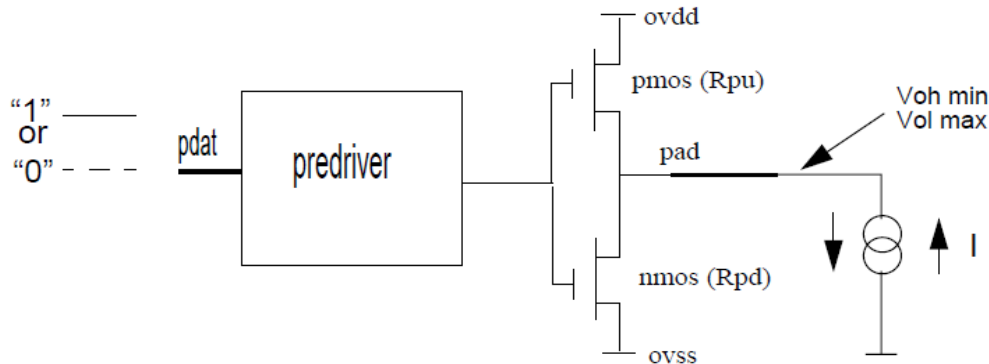 “1”
or
“0”
pdat
predriver
ovdd
pmos (Rpu)
pad
nmos (Rpd)
ovss
Voh min
Vol max
I